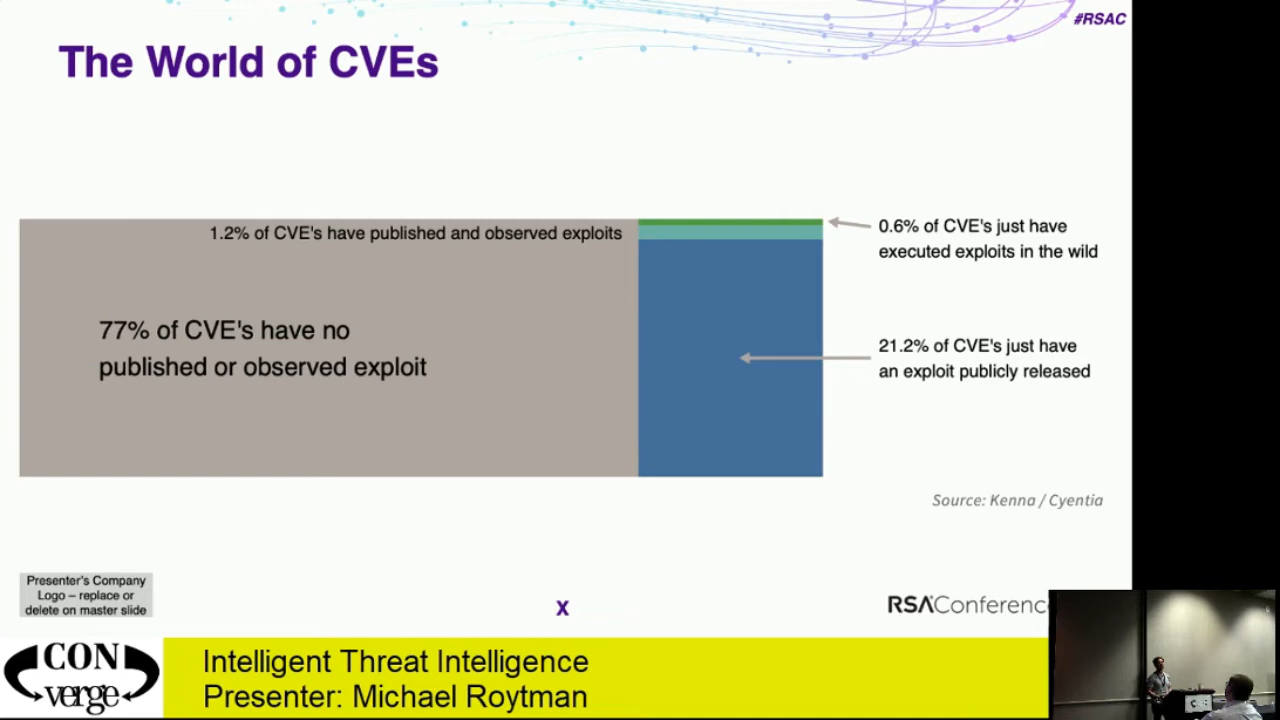 #RSAC
The World of CVEs
1.2% of CVE's have published and observed exploits
0.6% of CVE's just have
executed exploits in the wild
77% of CVE's have no
published or observed exploit
21.2% of CVE's just have
an exploit publicly released
Source: Kenna / Cyentia
Presenter's Company
Logo – replace or
delete on master slide
X
RSAConferenc
CON
verge
Intelligent Threat Intelligence
Presenter: Michael Roytman